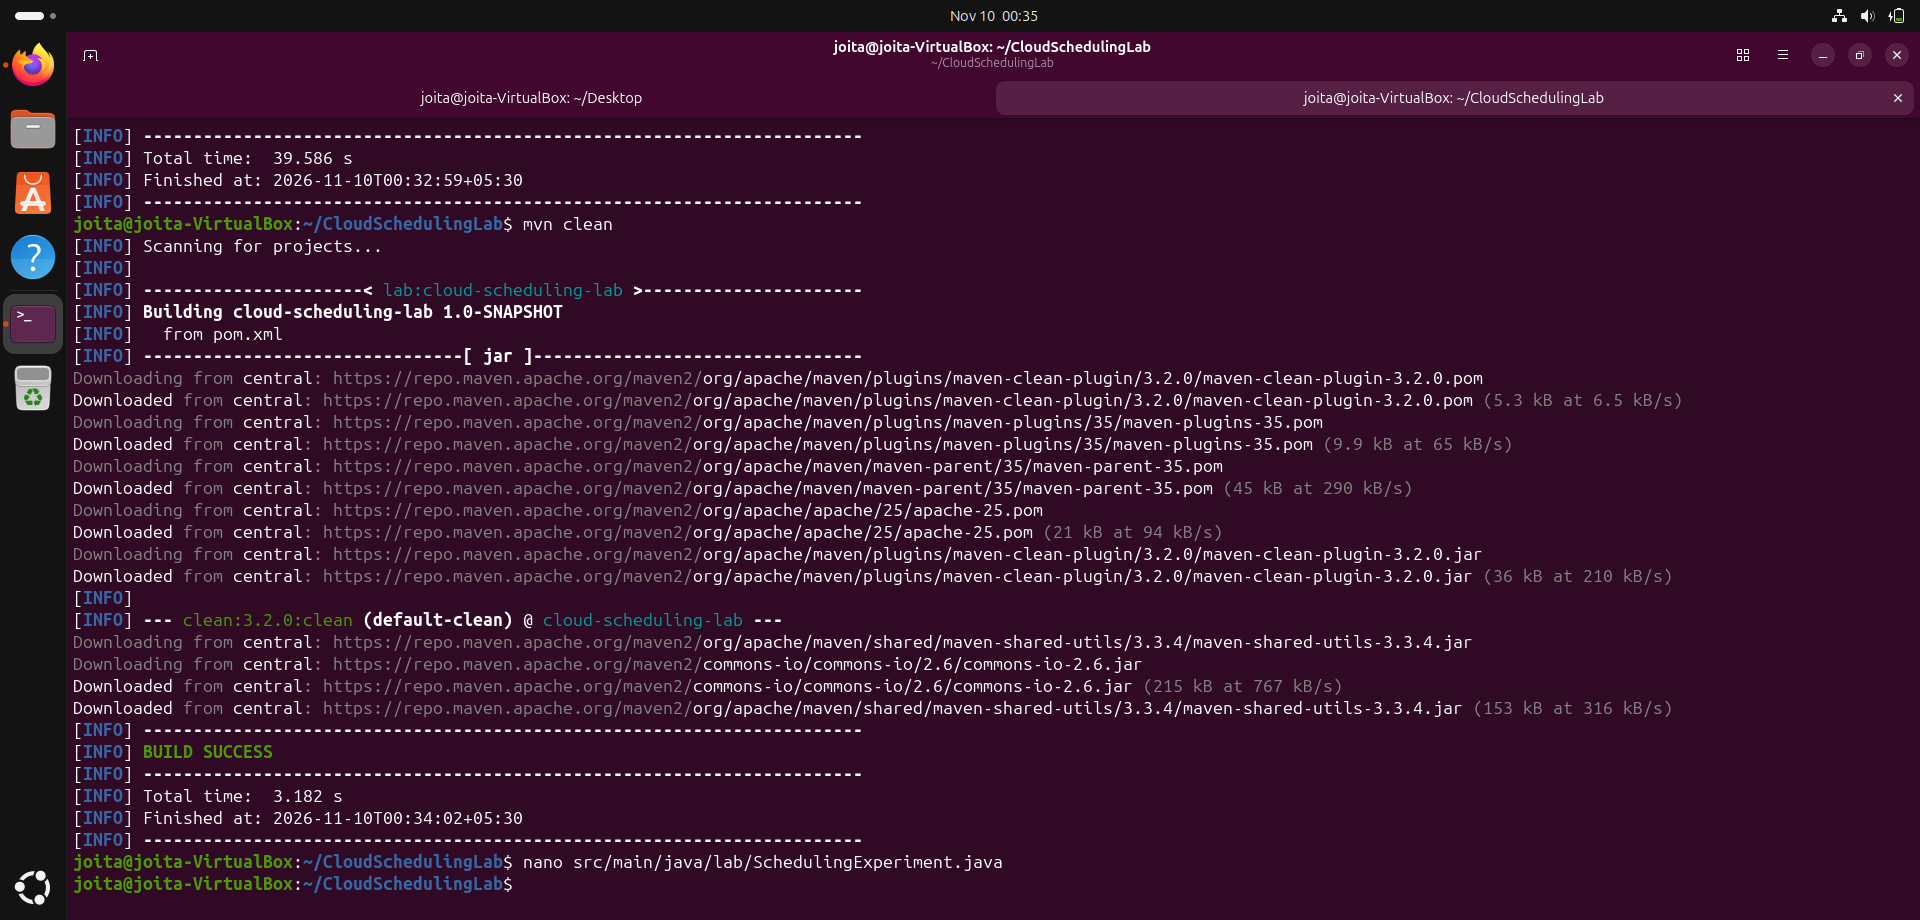 Nov 10 00:35
joita@joita-VirtualBox: ~/CloudSchedulingLab
~/CloudSchedulingLab
joita@joita-VirtualBox: ~/Desktop
joita@joita-VirtualBox: ~/CloudSchedulingLab
[INFO] ------------------------------------------------------------------------
[INFO] Total time:  39.586 s
[INFO] Finished at: 2026-11-10T00:32:59+05:30
[INFO] ------------------------------------------------------------------------
joita@joita-VirtualBox:~/CloudSchedulingLab$ mvn clean
[INFO] Scanning for projects...
[INFO]
[INFO] ----------------------< lab:cloud-scheduling-lab >----------------------
[INFO] Building cloud-scheduling-lab 1.0-SNAPSHOT
[INFO]   from pom.xml
[INFO] --------------------------------[ jar ]---------------------------------
Downloading from central: https://repo.maven.apache.org/maven2/org/apache/maven/plugins/maven-clean-plugin/3.2.0/maven-clean-plugin-3.2.0.pom
Downloaded from central: https://repo.maven.apache.org/maven2/org/apache/maven/plugins/maven-clean-plugin/3.2.0/maven-clean-plugin-3.2.0.pom (5.3 kB at 6.5 kB/s)
Downloading from central: https://repo.maven.apache.org/maven2/org/apache/maven/plugins/maven-plugins/35/maven-plugins-35.pom
Downloaded from central: https://repo.maven.apache.org/maven2/org/apache/maven/plugins/maven-plugins/35/maven-plugins-35.pom (9.9 kB at 65 kB/s)
Downloading from central: https://repo.maven.apache.org/maven2/org/apache/maven/maven-parent/35/maven-parent-35.pom
Downloaded from central: https://repo.maven.apache.org/maven2/org/apache/maven/maven-parent/35/maven-parent-35.pom (45 kB at 290 kB/s)
Downloading from central: https://repo.maven.apache.org/maven2/org/apache/apache/25/apache-25.pom
Downloaded from central: https://repo.maven.apache.org/maven2/org/apache/apache/25/apache-25.pom (21 kB at 94 kB/s)
Downloading from central: https://repo.maven.apache.org/maven2/org/apache/maven/plugins/maven-clean-plugin/3.2.0/maven-clean-plugin-3.2.0.jar
Downloaded from central: https://repo.maven.apache.org/maven2/org/apache/maven/plugins/maven-clean-plugin/3.2.0/maven-clean-plugin-3.2.0.jar (36 kB at 210 kB/s)
[INFO]
[INFO] --- clean:3.2.0:clean (default-clean) @ cloud-scheduling-lab ---
Downloading from central: https://repo.maven.apache.org/maven2/org/apache/maven/shared/maven-shared-utils/3.3.4/maven-shared-utils-3.3.4.jar
Downloading from central: https://repo.maven.apache.org/maven2/commons-io/commons-io/2.6/commons-io-2.6.jar
Downloaded from central: https://repo.maven.apache.org/maven2/commons-io/commons-io/2.6/commons-io-2.6.jar (215 kB at 767 kB/s)
Downloaded from central: https://repo.maven.apache.org/maven2/org/apache/maven/shared/maven-shared-utils/3.3.4/maven-shared-utils-3.3.4.jar (153 kB at 316 kB/s)
[INFO] ------------------------------------------------------------------------
[INFO] BUILD SUCCESS
[INFO] ------------------------------------------------------------------------
[INFO] Total time:  3.182 s
[INFO] Finished at: 2026-11-10T00:34:02+05:30
[INFO] ------------------------------------------------------------------------
joita@joita-VirtualBox:~/CloudSchedulingLab$ nano src/main/java/lab/SchedulingExperiment.java
joita@joita-VirtualBox:~/CloudSchedulingLab$